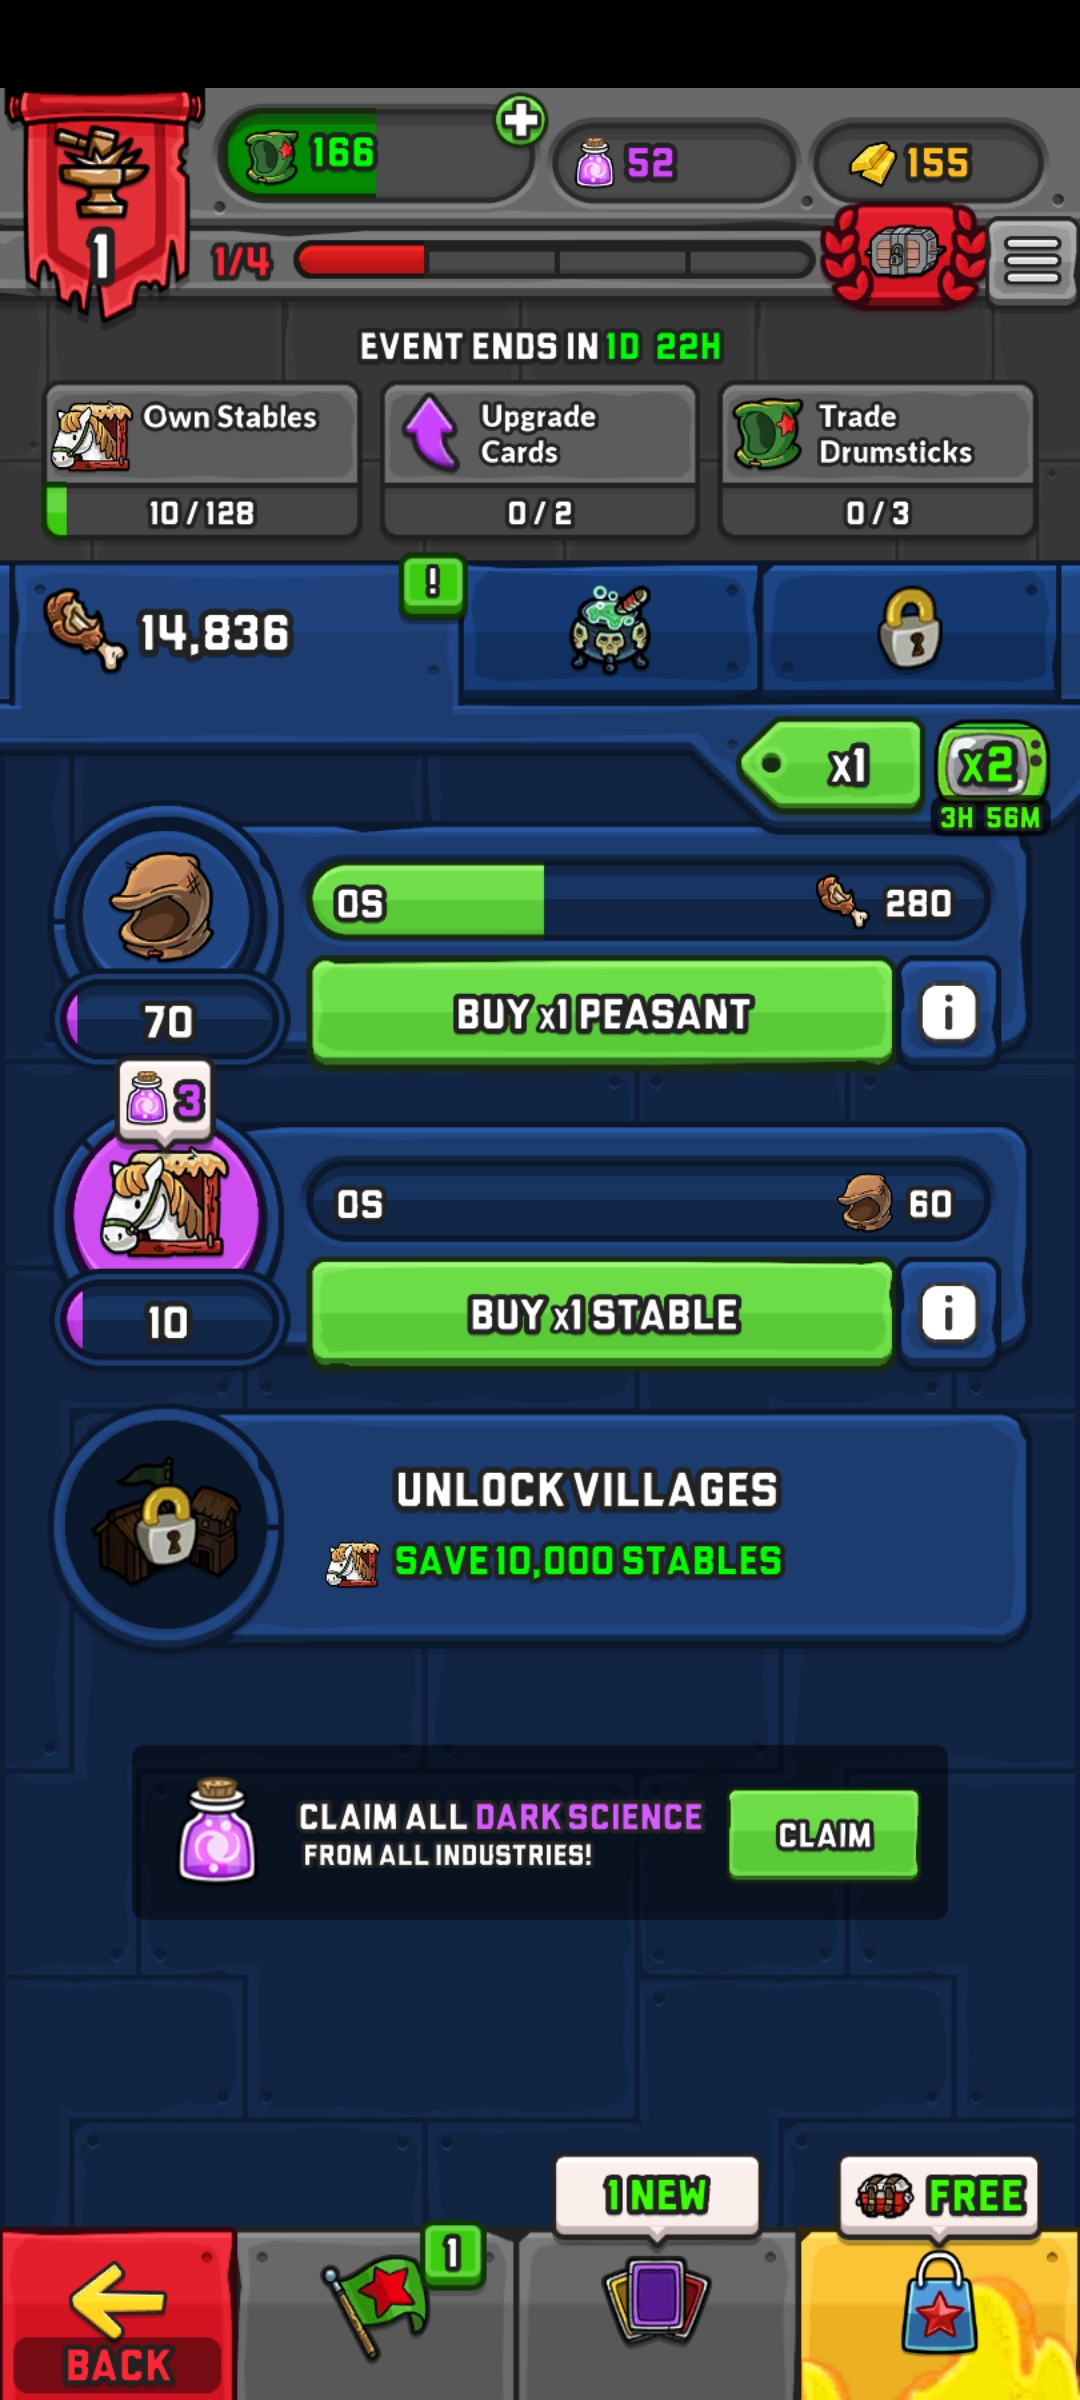 166
52
155
1
1/4
EVENT ENDS IN 1D 22H
Own Stables
10/128
Upgrade
Cards
0/2
Trade
Drumsticks
0/3
14,836
!
x1
x2
3H 56M
0S
280
70
BUY x1 PEASANT
i
3
0S
60
10
BUY x1 STABLE
i
UNLOCK VILLAGES
SAVE 10,000 STABLES
CLAIM ALL DARK SCIENCE
FROM ALL INDUSTRIES!
CLAIM
1 NEW
FREE
1
BACK